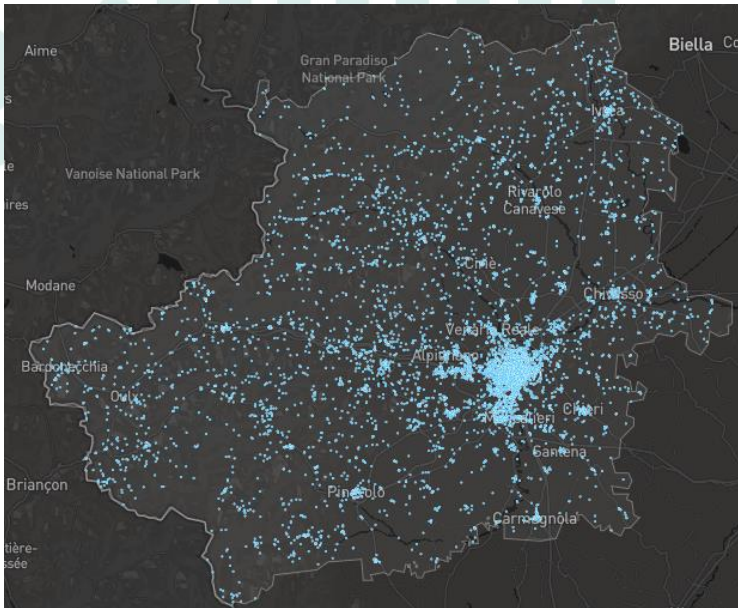 Biella
Aime
Gran Paradiso
National Park
Ivrea
Vanoise National Park
Rivarolo
Canavese
Ciriè
Modane
Chivasso
Venaria Reale
Alpignano
Bardonecchia
Oulx
Moncalieri
Chieri
Santena
Briançon
Pinerolo
Carmagnola